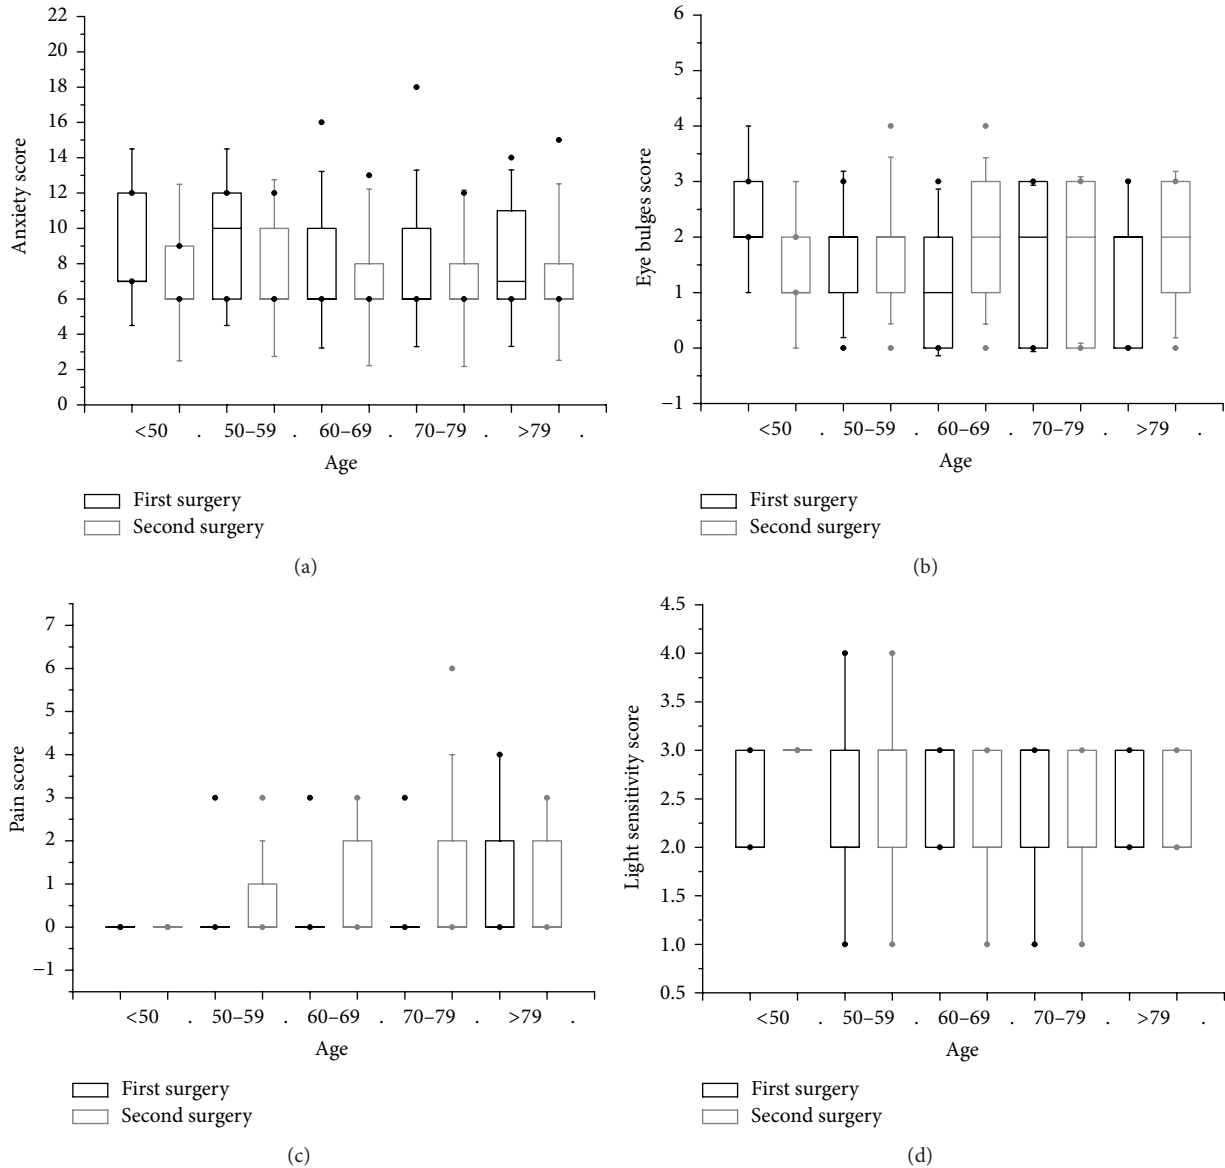 22
20
18
16
14
12
10
8
6
4
2
0
Anxiety score
<50 . 50–59 . 60–69 . 70–79 . >79 .
Age
First surgery
Second surgery
(a)
6
5
4
3
2
1
0
−1
Eye bulges score
<50 . 50–59 . 60–69 . 70–79 . >79 .
Age
First surgery
Second surgery
(b)
7
6
5
4
3
2
1
0
−1
Pain score
<50 . 50–59 . 60–69 . 70–79 . >79 .
Age
First surgery
Second surgery
(c)
4.5
4.0
3.5
3.0
2.5
2.0
1.5
1.0
0.5
Light sensitivity score
<50 . 50–59 . 60–69 . 70–79 . >79 .
Age
First surgery
Second surgery
(d)